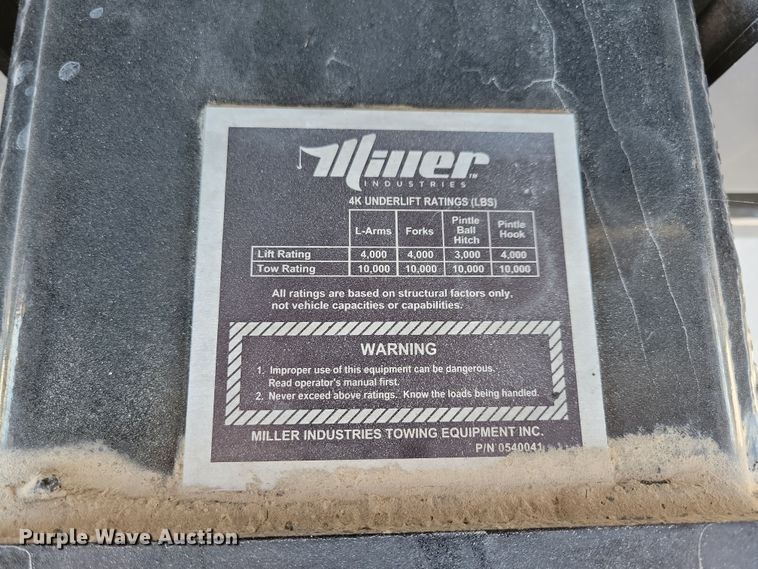 Miller™
INDUSTRIES
4K UNDERLIFT RATINGS (LBS)
L-Arms Forks Pintle Ball Hitch Pintle Hook
Lift Rating 4,000 4,000 3,000 4,000
Tow Rating 10,000 10,000 10,000 10,000
All ratings are based on structural factors only,
not vehicle capacities or capabilities.
WARNING
1. Improper use of this equipment can be dangerous.
Read operator's manual first.
2. Never exceed above ratings. Know the loads being handled.
MILLER INDUSTRIES TOWING EQUIPMENT INC.
P/N 0540041
Purple Wave Auction